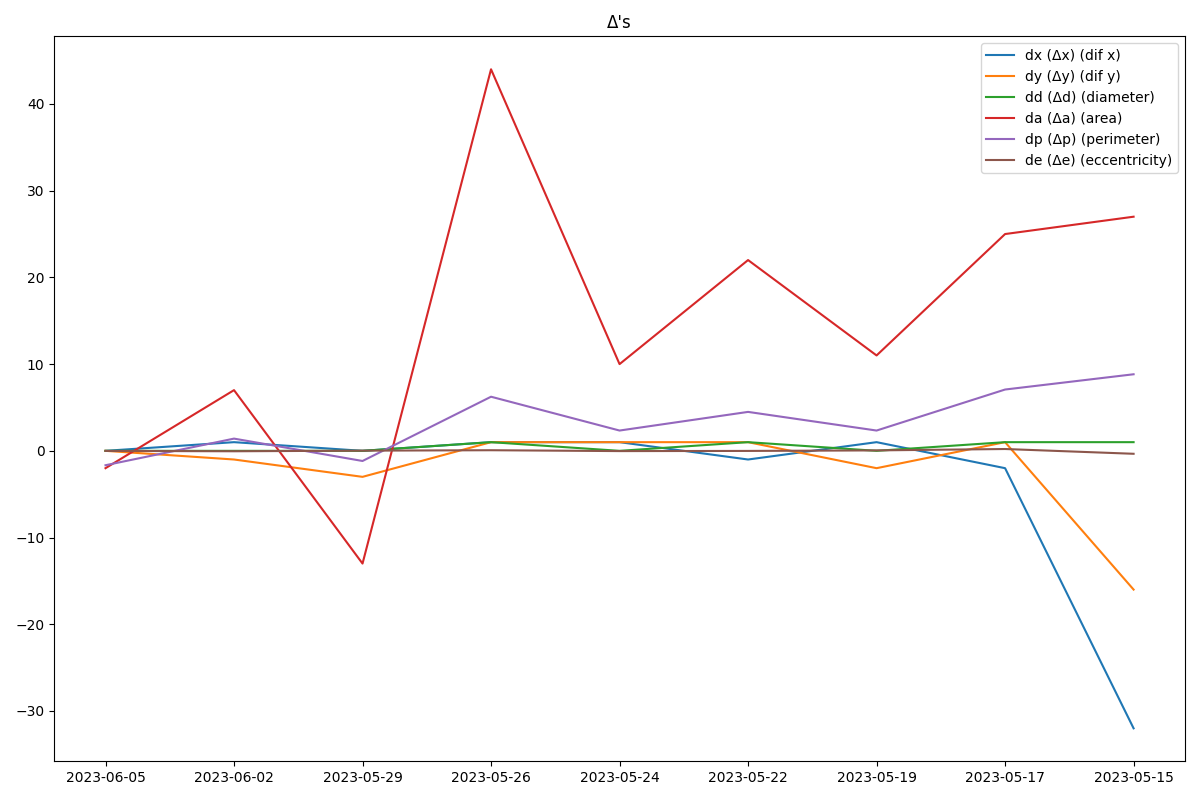 Δ's
dx (Δx) (dif x)
dy (Δy) (dif y)
dd (Δd) (diameter)
da (Δa) (area)
dp (Δp) (perimeter)
de (Δe) (eccentricity)
40
30
20
10
0
−10
−20
−30
2023-06-05 2023-06-02 2023-05-29 2023-05-26 2023-05-24 2023-05-22 2023-05-19 2023-05-17 2023-05-15